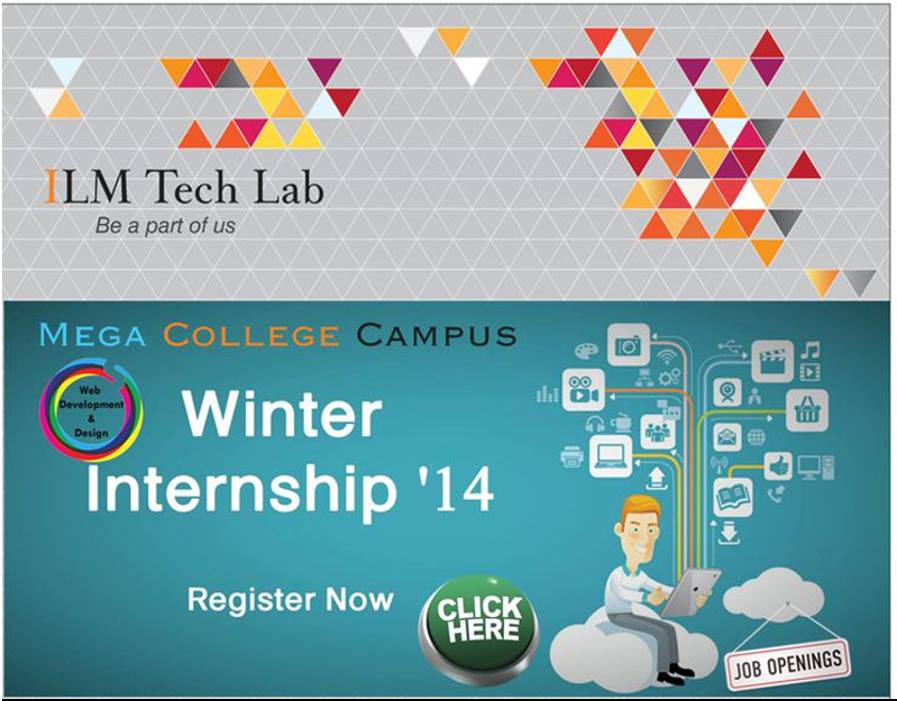 ILM Tech Lab
Be a part of us
MEGA COLLEGE CAMPUS
Web
Development
&
Design
Winter
Internship '14
Register Now
CLICK
HERE
JOB OPENINGS